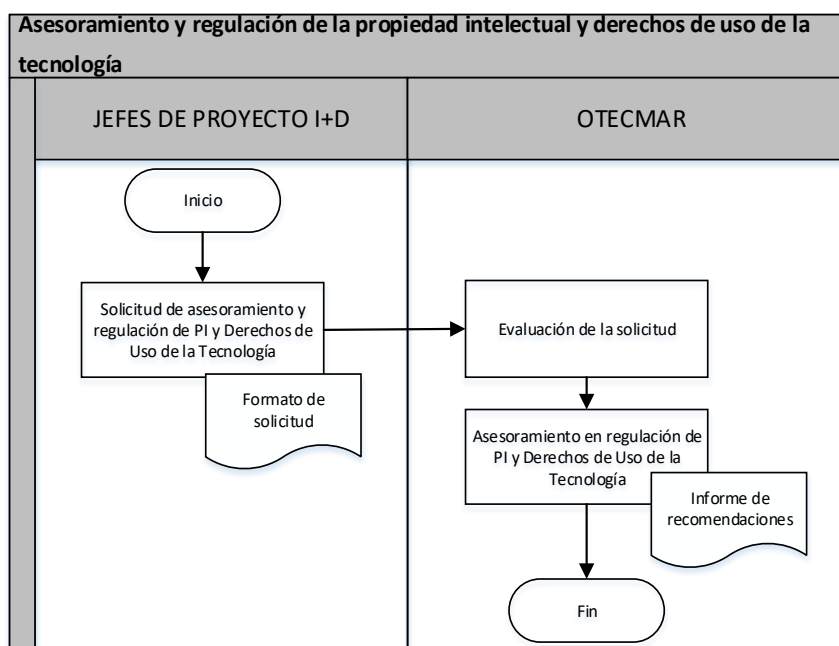 Asesoramiento y regulación de la propiedad intelectual y derechos de uso de la
tecnología
JEFES DE PROYECTO I+D
OTECMAR
Inicio
Solicitud de asesoramiento y
regulación de PI y Derechos de
Uso de la Tecnología
Formato de
solicitud
Evaluación de la solicitud
Asesoramiento en regulación de
PI y Derechos de Uso de la
Tecnología
Informe de
recomendaciones
Fin